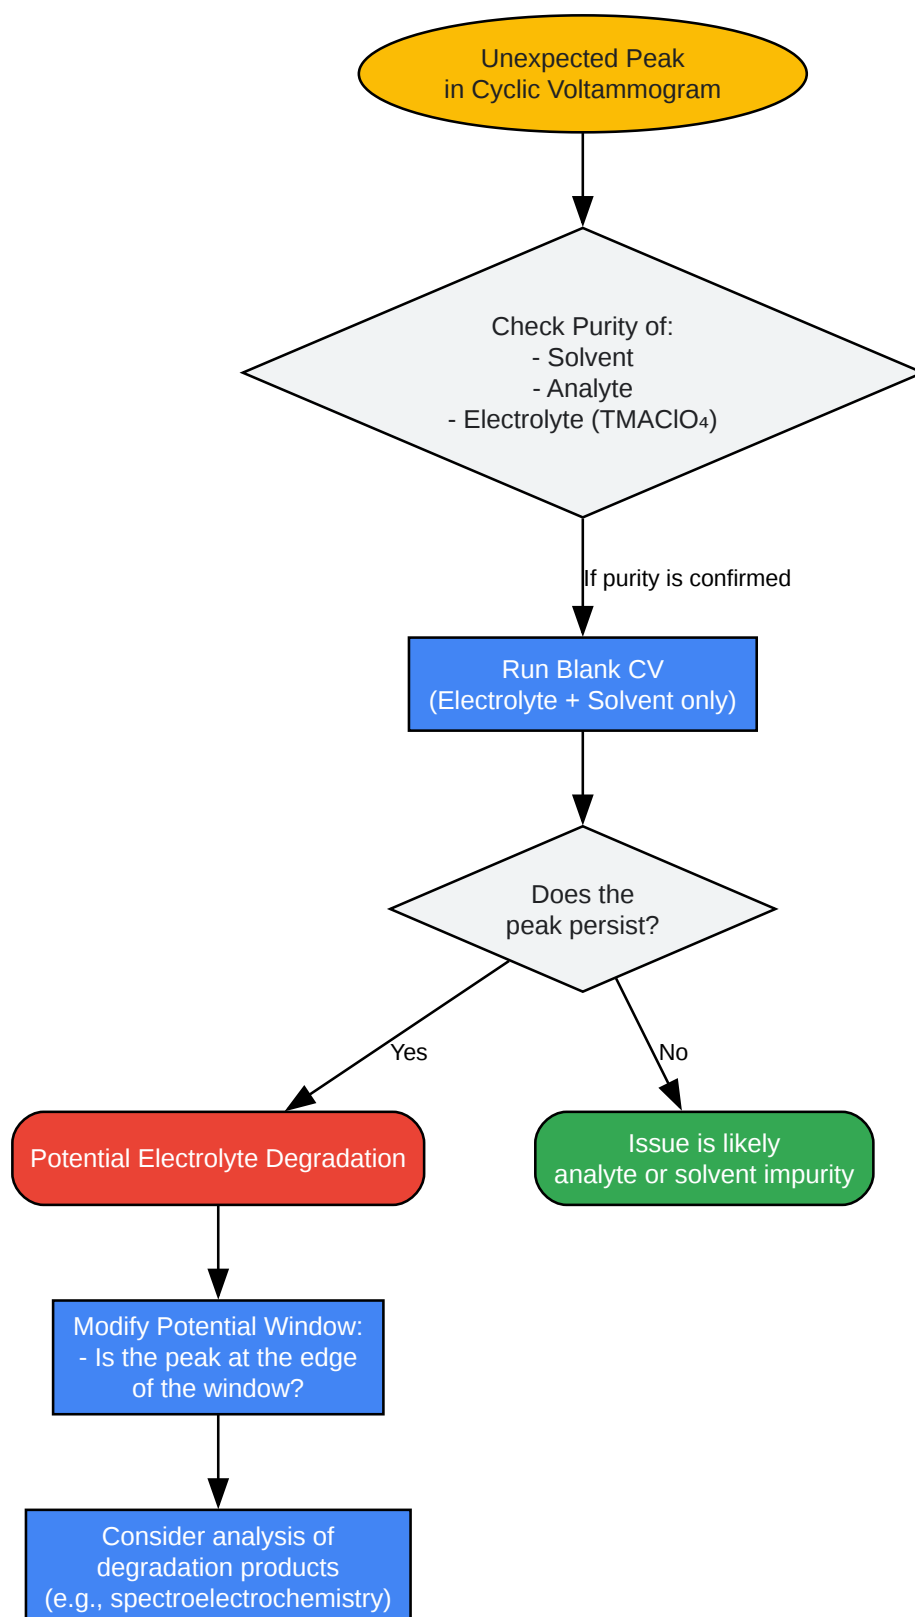 Unexpected Peak
in Cyclic Voltammogram
Check Purity of:
- Solvent
- Analyte
- Electrolyte (TMAClO₄)
If purity is confirmed
Run Blank CV
(Electrolyte + Solvent only)
Does the
peak persist?
Yes
No
Potential Electrolyte Degradation
Issue is likely
analyte or solvent impurity
Modify Potential Window:
- Is the peak at the edge
of the window?
Consider analysis of
degradation products
(e.g., spectroelectrochemistry)